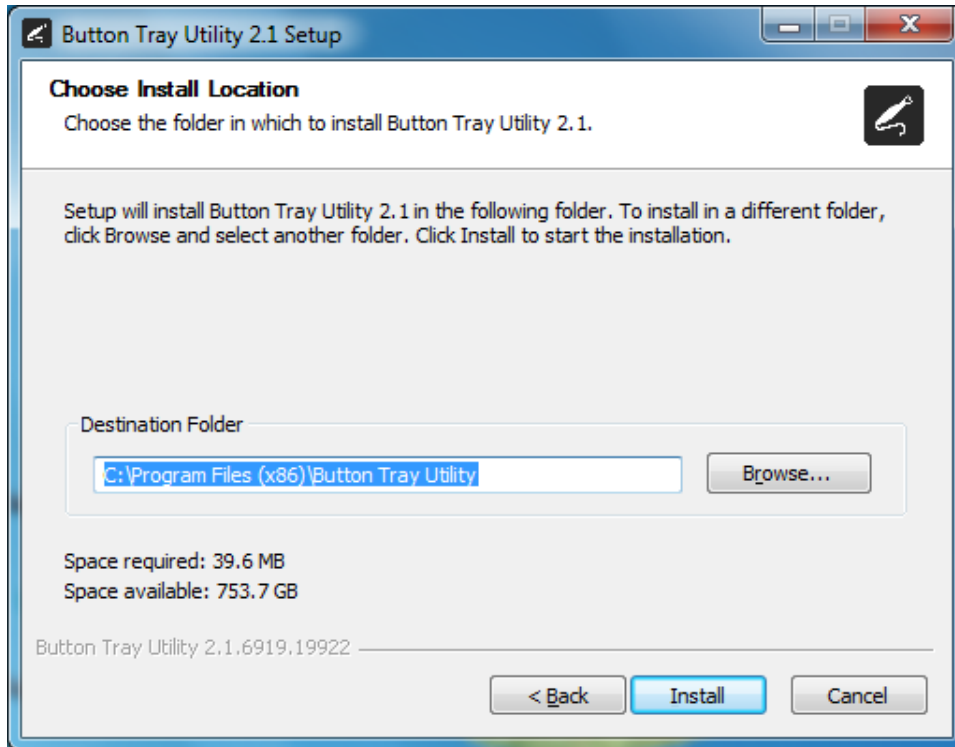 Button Tray Utility 2.1 Setup
Choose Install Location
Choose the folder in which to install Button Tray Utility 2.1.
Setup will install Button Tray Utility 2.1 in the following folder. To install in a different folder,
click Browse and select another folder. Click Install to start the installation.
Destination Folder
C:\Program Files (x86)\Button Tray Utility
Browse...
Space required: 39.6 MB
Space available: 753.7 GB
Button Tray Utility 2.1.6919.19922
< Back
Install
Cancel